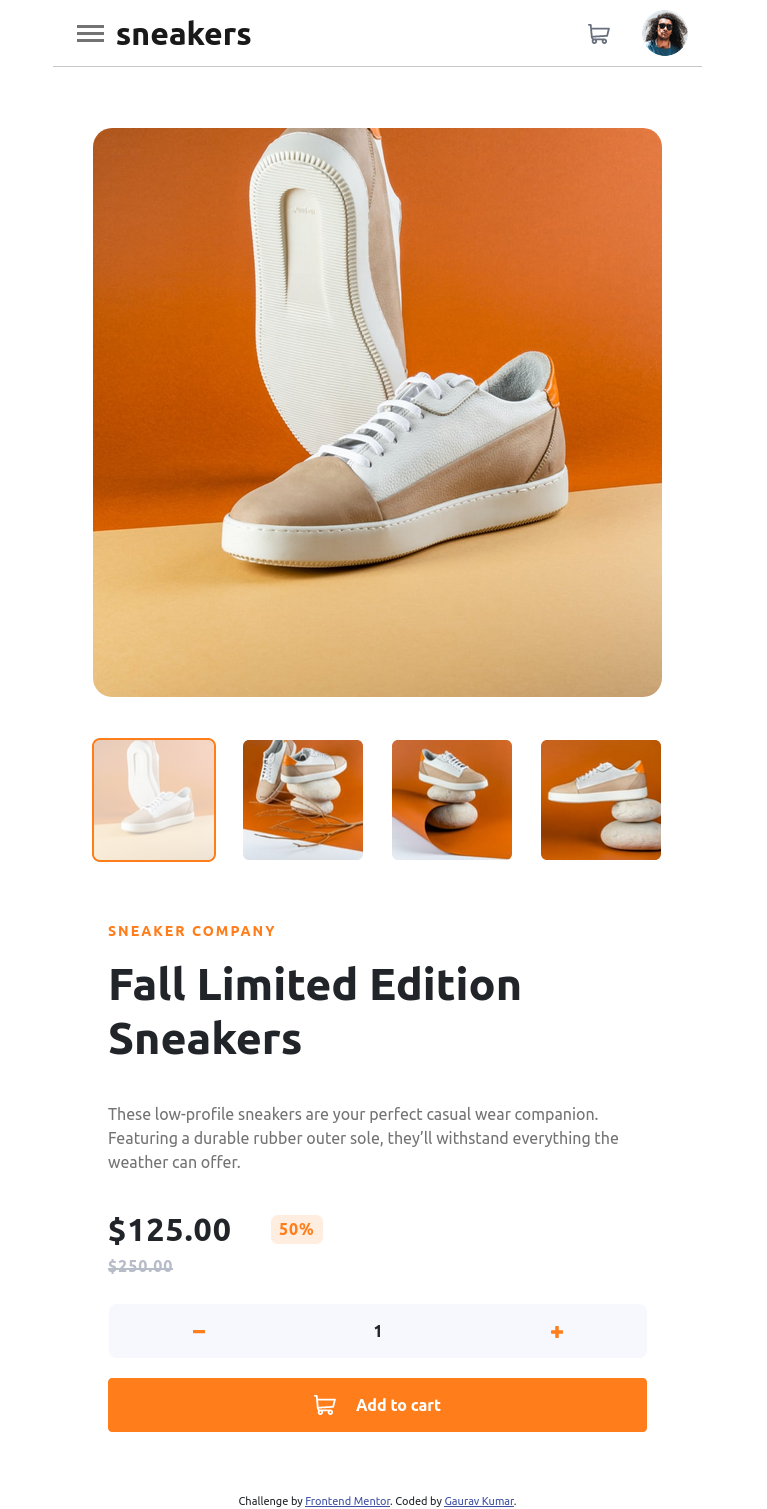 sneakers
SNEAKER COMPANY
Fall Limited Edition
Sneakers
These low-profile sneakers are your perfect casual wear companion.
Featuring a durable rubber outer sole, they’ll withstand everything the
weather can offer.
$125.00 50%
$250.00
1
Add to cart
Challenge by Frontend Mentor. Coded by Gaurav Kumar.